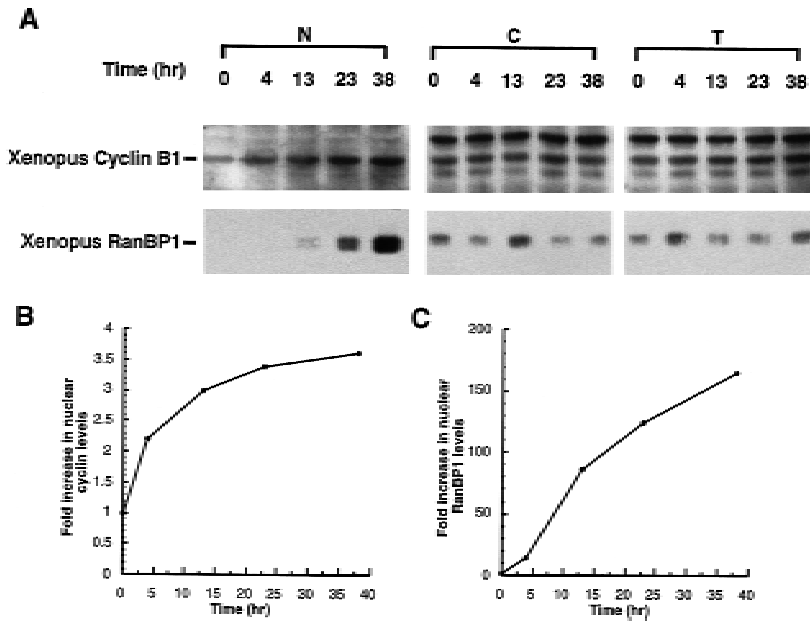 A
N C T
Time (hr) 0 4 13 23 38 0 4 13 23 38 0 4 13 23 38
Xenopus Cyclin B1
Xenopus RanBP1
B
Fold increase in nuclear
cyclin levels
4
3.5
3
2.5
2
1.5
1
0.5
0
0 5 10 15 20 25 30 35 40
Time (hr)
C
Fold increase in nuclear
RanBP1 levels
200
150
100
50
0
0 5 10 15 20 25 30 35 40
Time (hr)